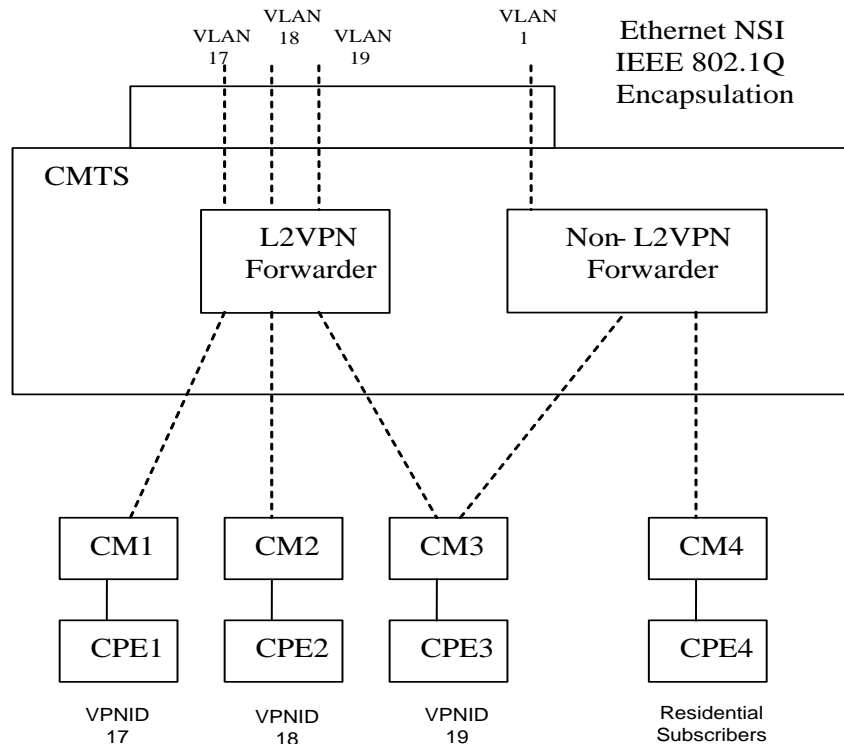 VLAN
17
VLAN
18
VLAN
19
VLAN
1
Ethernet NSI
IEEE 802.1Q
Encapsulation
CMTS
L2VPN
Forwarder
Non- L2VPN
Forwarder
CM1
CM2
CM3
CM4
CPE1
CPE2
CPE3
CPE4
VPNID
17
VPNID
18
VPNID
19
Residential
Subscribers